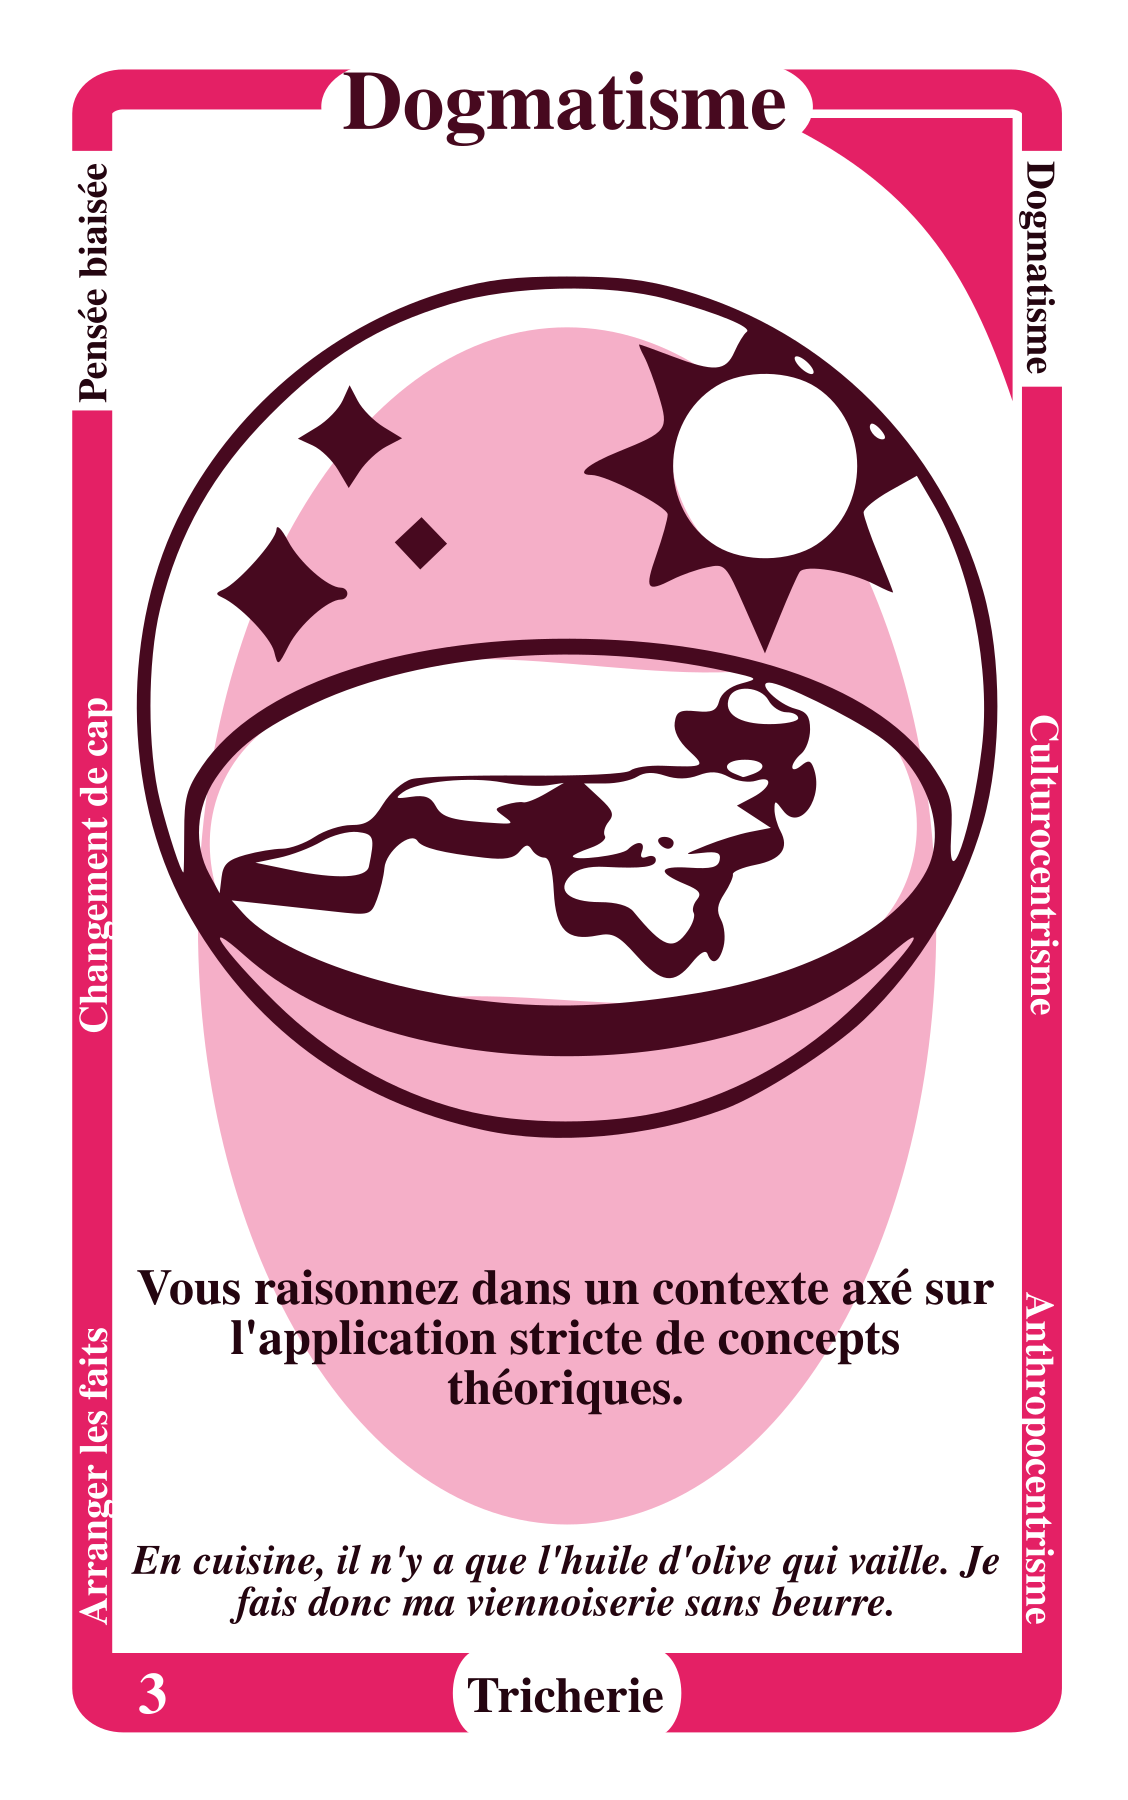 Dogmatisme
Pensée biaisée
Changement de cap
Arranger les faits
Dogmatisme
Culturocentrisme
Anthropocentrisme
Vous raisonnez dans un contexte axé sur
l'application stricte de concepts
théoriques.
En cuisine, il n'y a que l'huile d'olive qui vaille. Je
fais donc ma viennoiserie sans beurre.
3
Tricherie